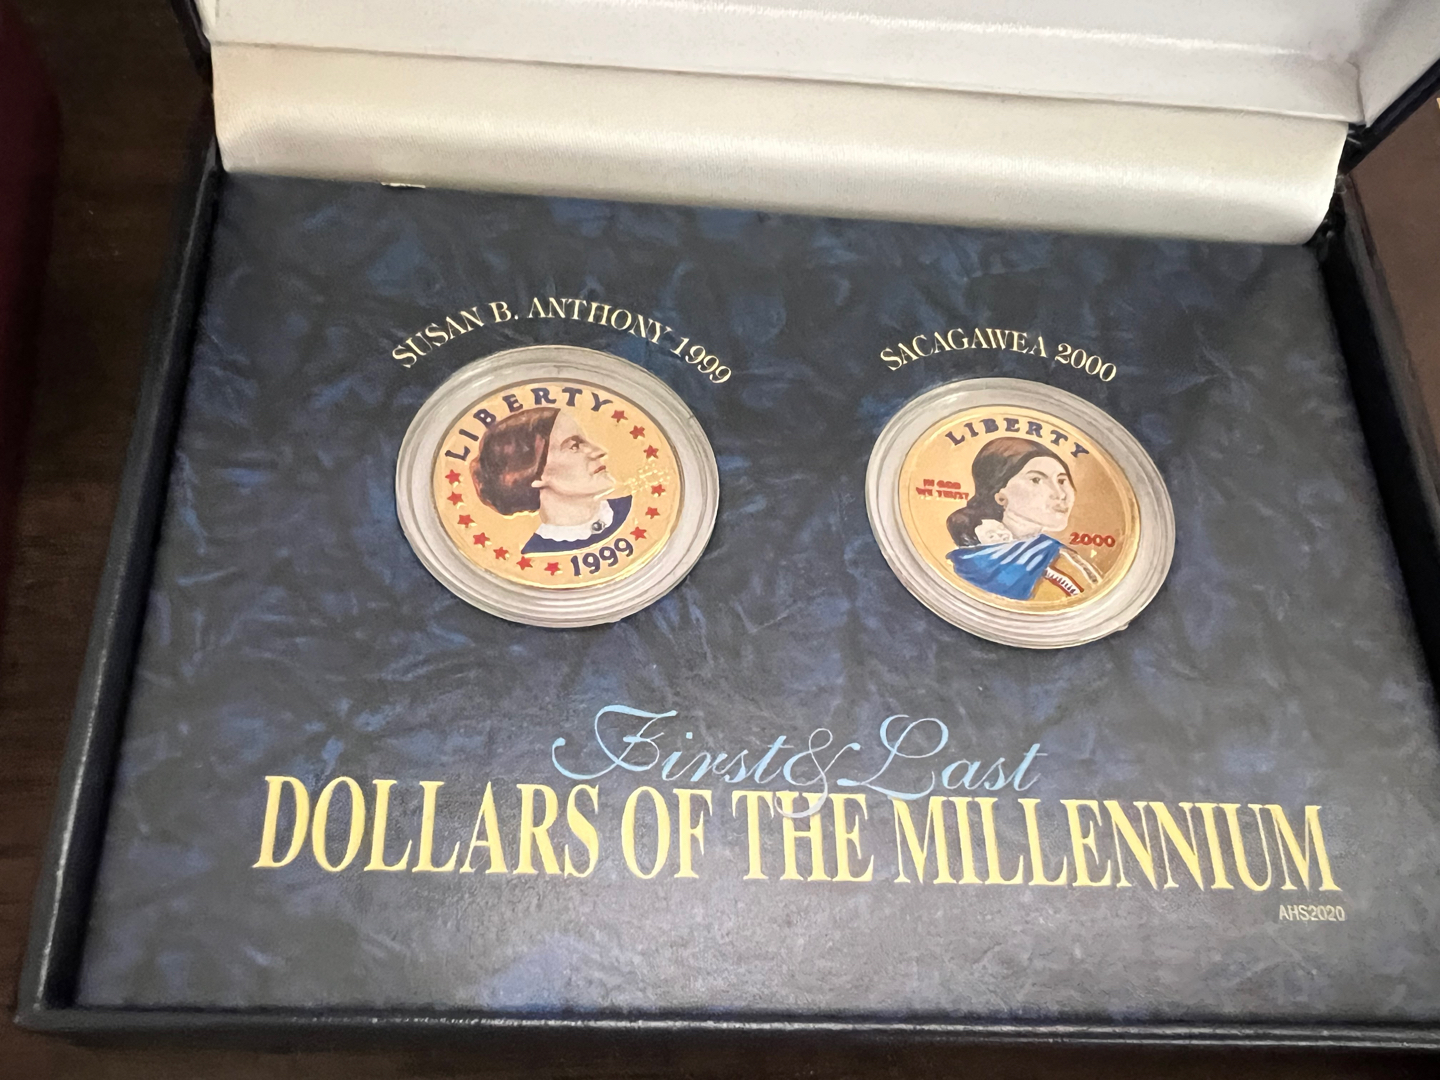 SUSAN B. ANTHONY 1999
SACAGAWEA 2000
LIBERTY
1999
LIBERTY
IN GOD
WE TRUST
2000
First & Last
DOLLARS OF THE MILLENNIUM
AHS2020